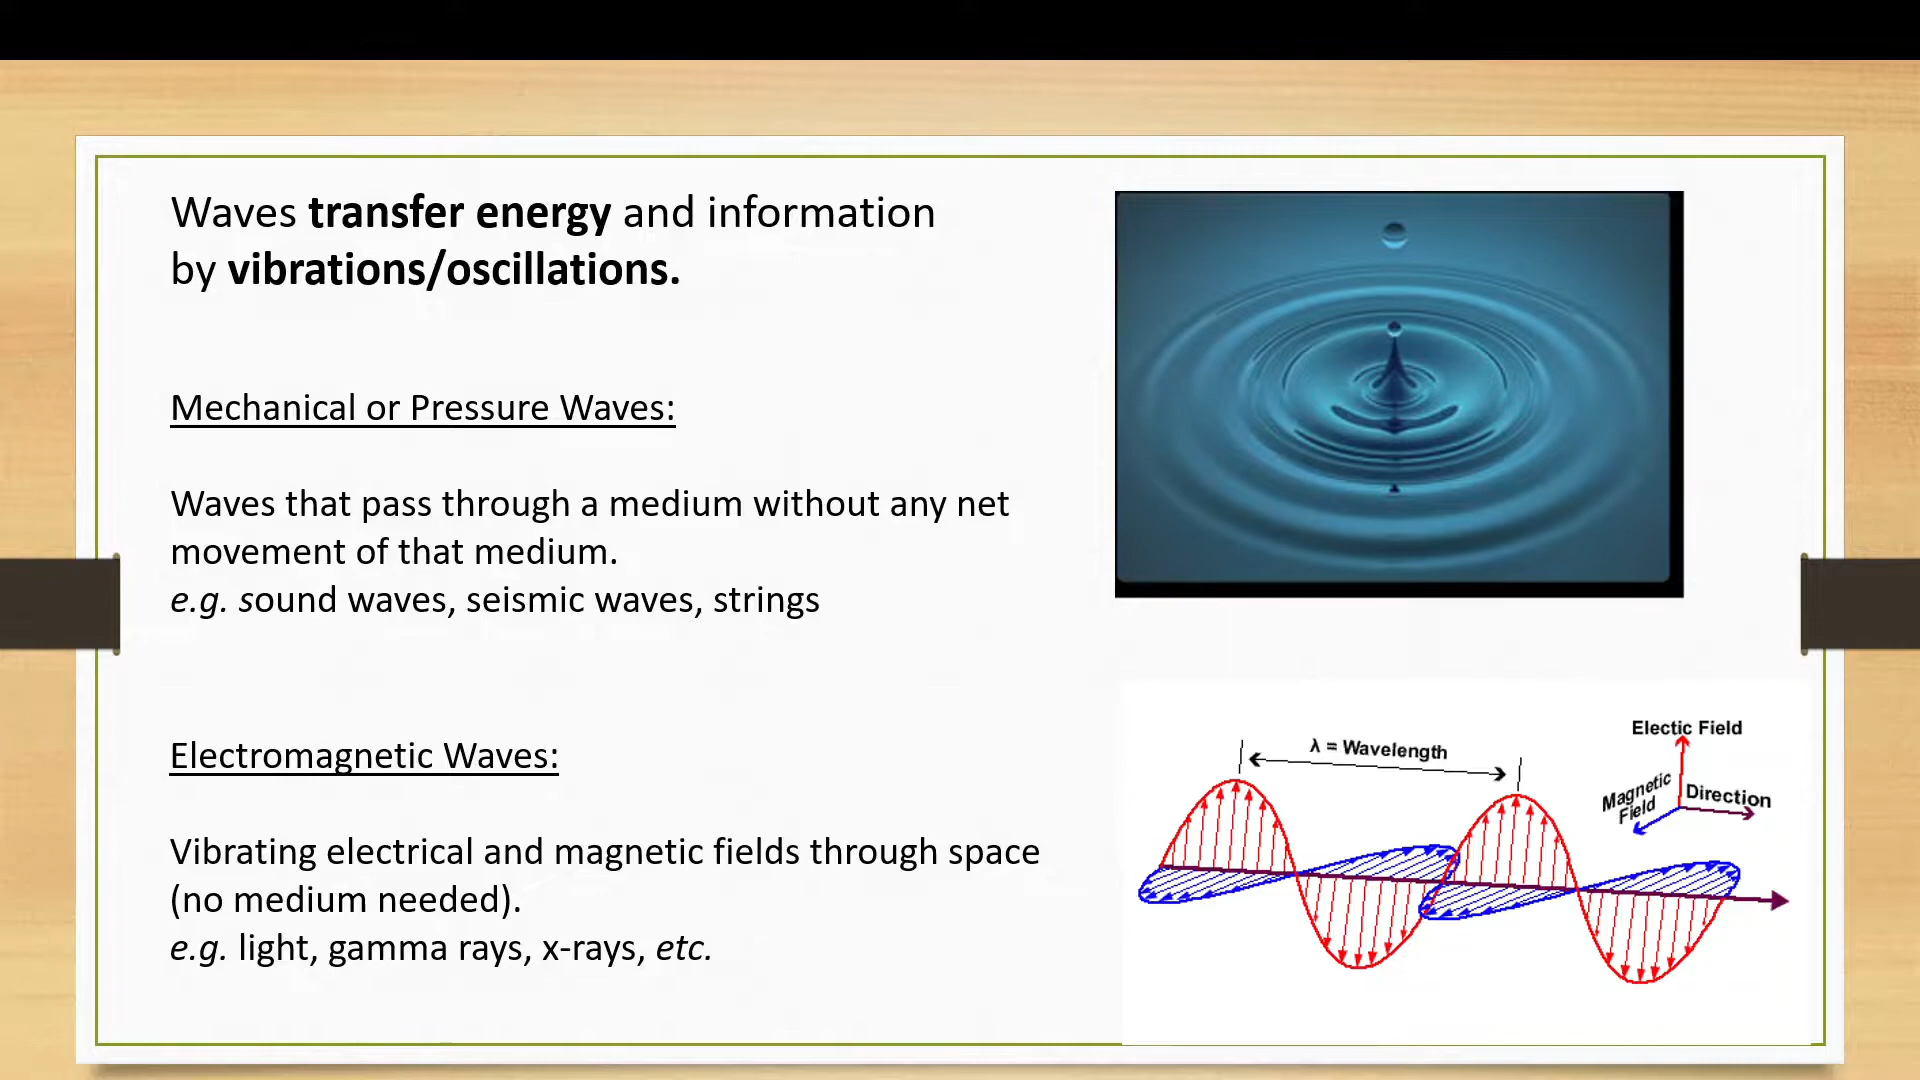 Waves transfer energy and information
by vibrations/oscillations.
Mechanical or Pressure Waves:
Waves that pass through a medium without any net
movement of that medium.
e.g. sound waves, seismic waves, strings
Electromagnetic Waves:
Vibrating electrical and magnetic fields through space
(no medium needed).
e.g. light, gamma rays, x-rays, etc.
λ = Wavelength
Electic Field
Magnetic
Field
Direction